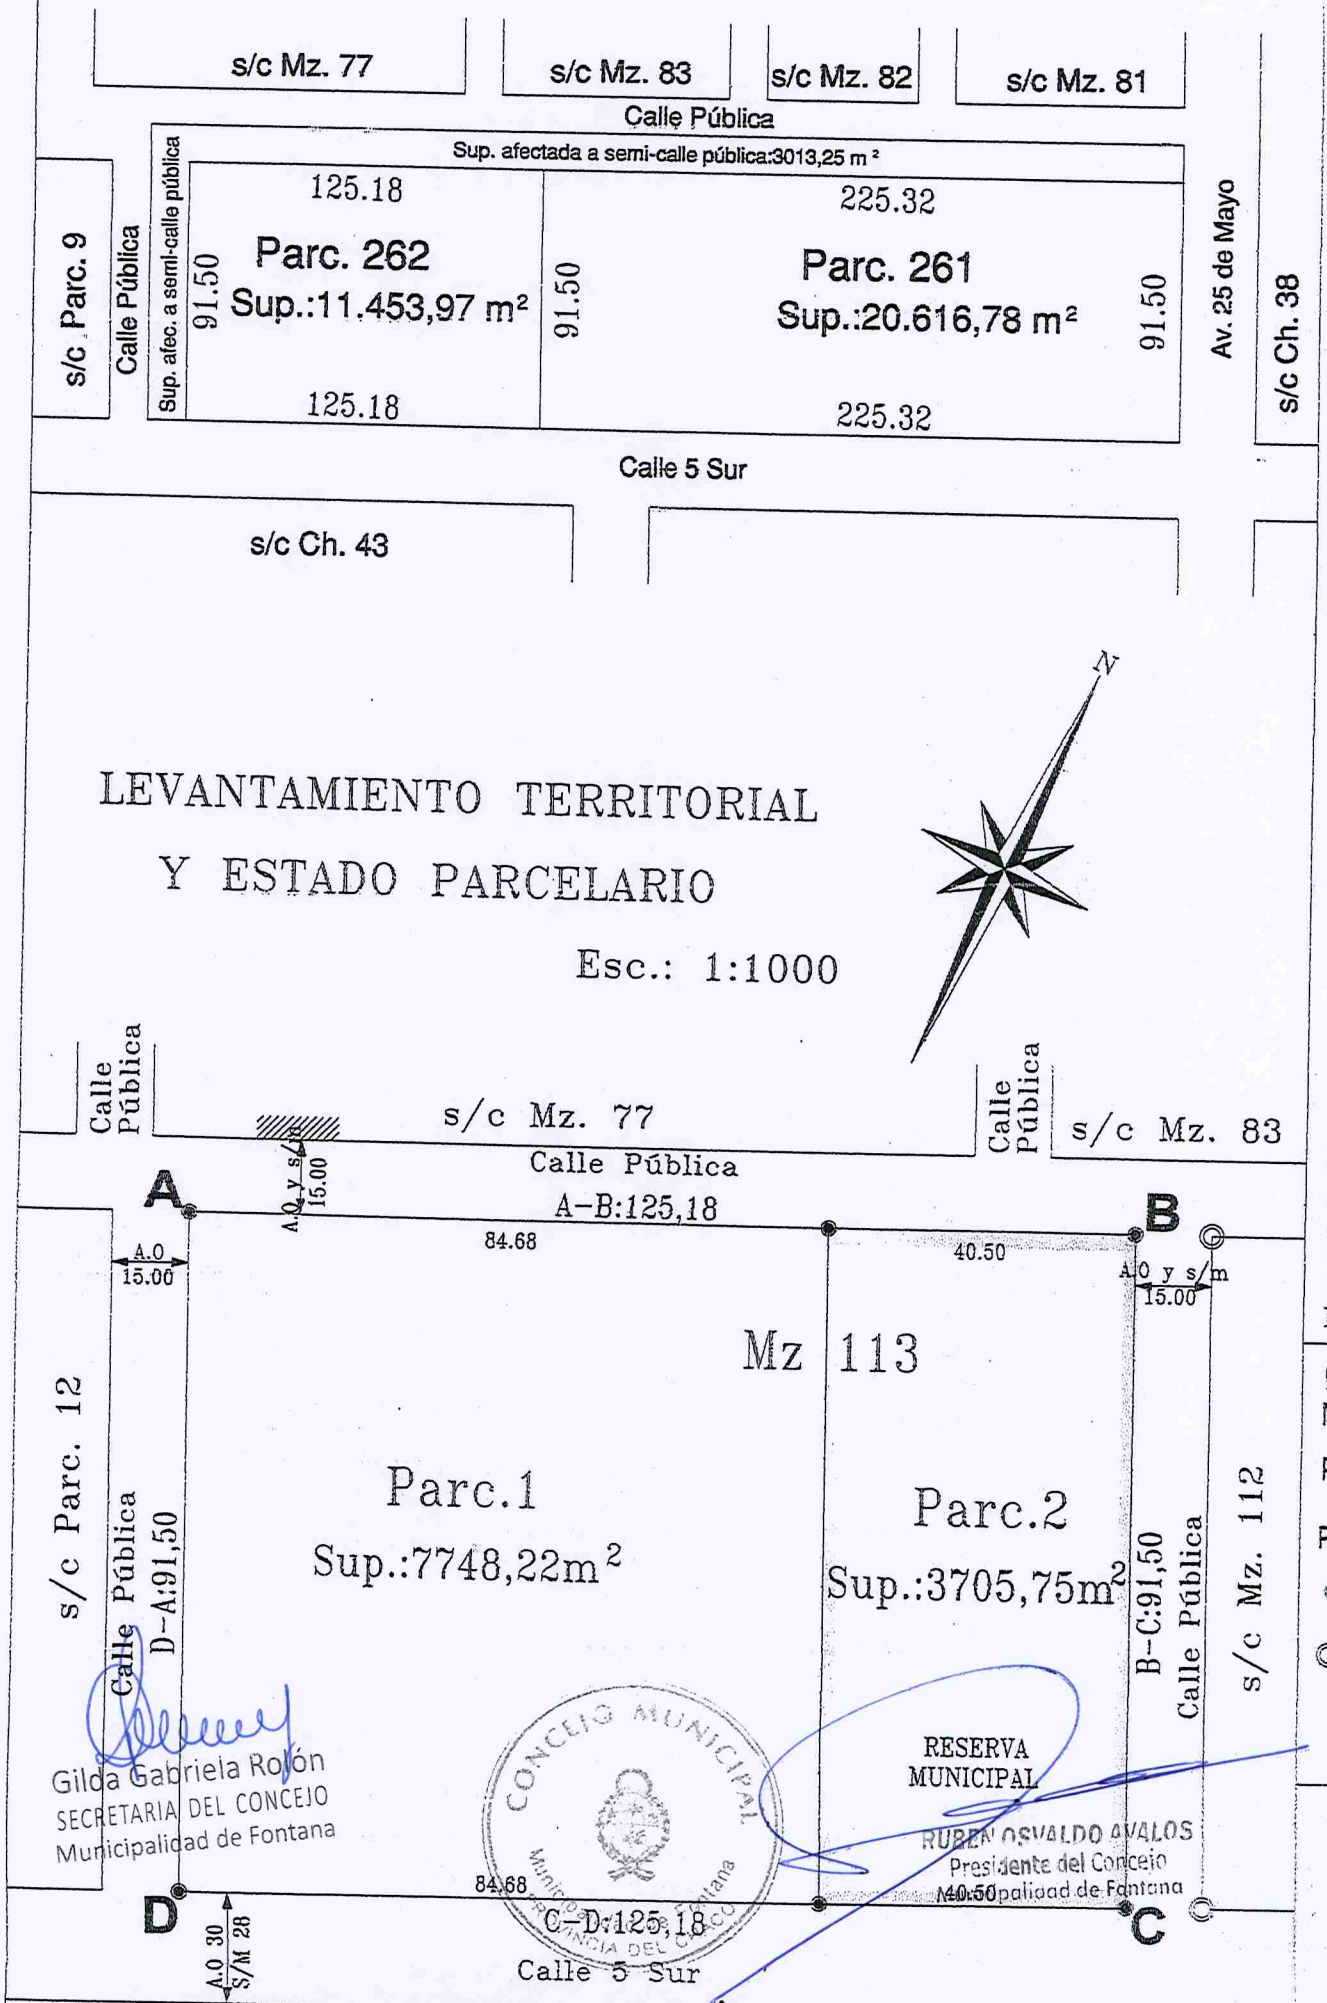 s/c Mz. 77
s/c Mz. 83
s/c Mz. 82
s/c Mz. 81
Calle Pública
Sup. afectada a semi-calle pública:3013,25 m²
s/c Parc. 9
Calle Pública
Sup. afec. a semi-calle pública
125.18
91.50
Parc. 262
Sup.:11.453,97 m²
125.18
91.50
225.32
Parc. 261
Sup.:20.616,78 m²
225.32
91.50
Av. 25 de Mayo
s/c Ch. 38
Calle 5 Sur
s/c Ch. 43
N
LEVANTAMIENTO TERRITORIAL
Y ESTADO PARCELARIO
Esc.: 1:1000
Calle
Pública
s/c Mz. 77
Calle
Pública
s/c Mz. 83
Calle Pública
A.O y s/m
15.00
A
A-B:125,18
B
84.68
40.50
A.O
15.00
A.O y s/m
15.00
Mz 113
s/c Parc. 12
Calle Pública
D-A:91,50
Parc.1
Sup.:7748,22m²
Parc.2
Sup.:3705,75m²
B-C:91,50
Calle Pública
s/c Mz. 112
RESERVA
MUNICIPAL
Gilda Gabriela Rolón
SECRETARIA DEL CONCEJO
Municipalidad de Fontana
CONCEJO MUNICIPAL
Municipalidad de Fontana
PROVINCIA DEL CHACO
RUBEN OSVALDO AVALOS
Presidente del Concejo
Municipalidad de Fontana
84.68
40.50
D
C-D:125,18
C
A.O 30
S/M 28
Calle 5 Sur